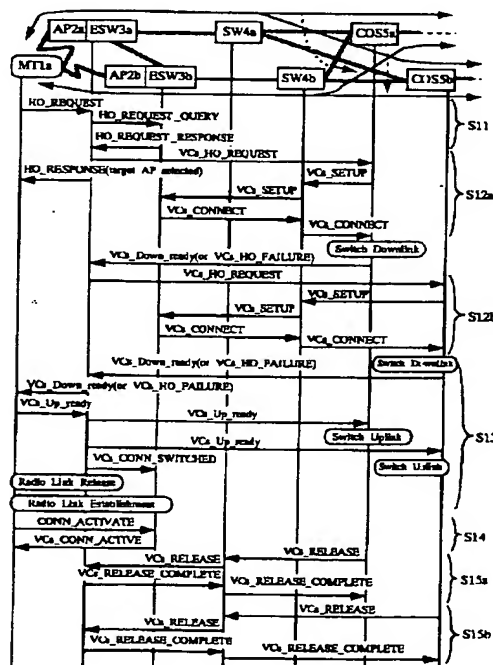 AP2a ESW3a SW4a COS5a
MT1a AP2b ESW3b SW4b COS5b
HO_REQUEST
HO_REQUEST_QUERY
HO_REQUEST_RESPONSE
S11
VCs_HO_REQUEST
HO_RESPONSE(target AP selected)
VCs_SETUP
VCs_SETUP
S12a
VCs_CONNECT
VCs_CONNECT
Switch Downlink
VCs_Down_ready(or VCs_HO_FAILURE)
VCs_HO_REQUEST
VCs_SETUP
VCs_SETUP
S12b
VCs_CONNECT
VCs_CONNECT
VCs_Down_ready(or VCs_HO_FAILURE)
Switch Downlink
VCs_Down_ready(or VCs_HO_FAILURE)
VCs_Up_ready
VCs_Up_ready
Switch Uplink
S13
VCs_Up_ready
VCs_CONN_SWITCHED
Switch Uplink
Radio Link Release
Radio Link Establishment
CONN_ACTIVATE
VCs_CONN_ACTIVE
S14
VCs_RELEASE
VCs_RELEASE
VCs_RELEASE_COMPLETE
VCs_RELEASE_COMPLETE
S15a
VCs_RELEASE
VCs_RELEASE
VCs_RELEASE_COMPLETE
VCs_RELEASE_COMPLETE
S15b